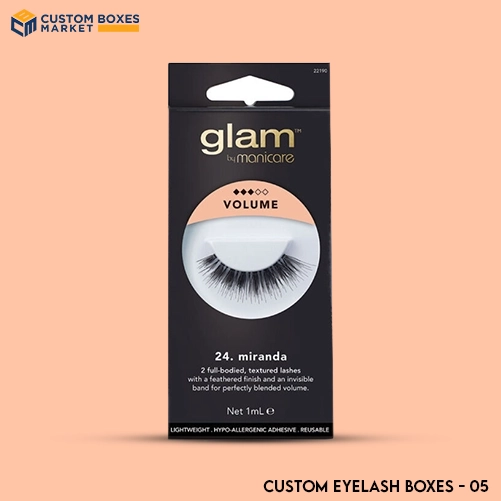 CUSTOM BOXES
MARKET
22190
glam™
by manicare
VOLUME
24. miranda
2 full-bodied, textured lashes
with a feathered finish and an invisible
band for perfectly blended volume.
Net 1mL ℮
LIGHTWEIGHT . HYPO-ALLERGENIC ADHESIVE . REUSABLE
CUSTOM EYELASH BOXES - 05